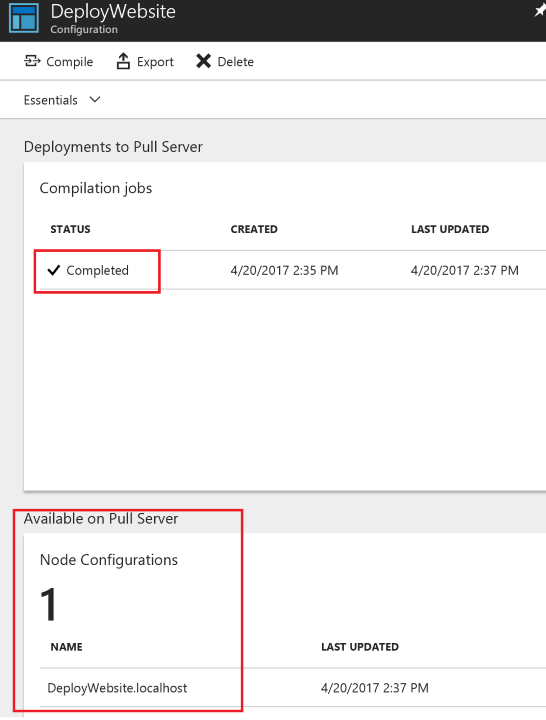 DeployWebsite
Configuration
Compile Export Delete
Essentials
Deployments to Pull Server
Compilation jobs
STATUS CREATED LAST UPDATED
Completed 4/20/2017 2:35 PM 4/20/2017 2:37 PM
Available on Pull Server
Node Configurations
1
NAME LAST UPDATED
DeployWebsite.localhost 4/20/2017 2:37 PM